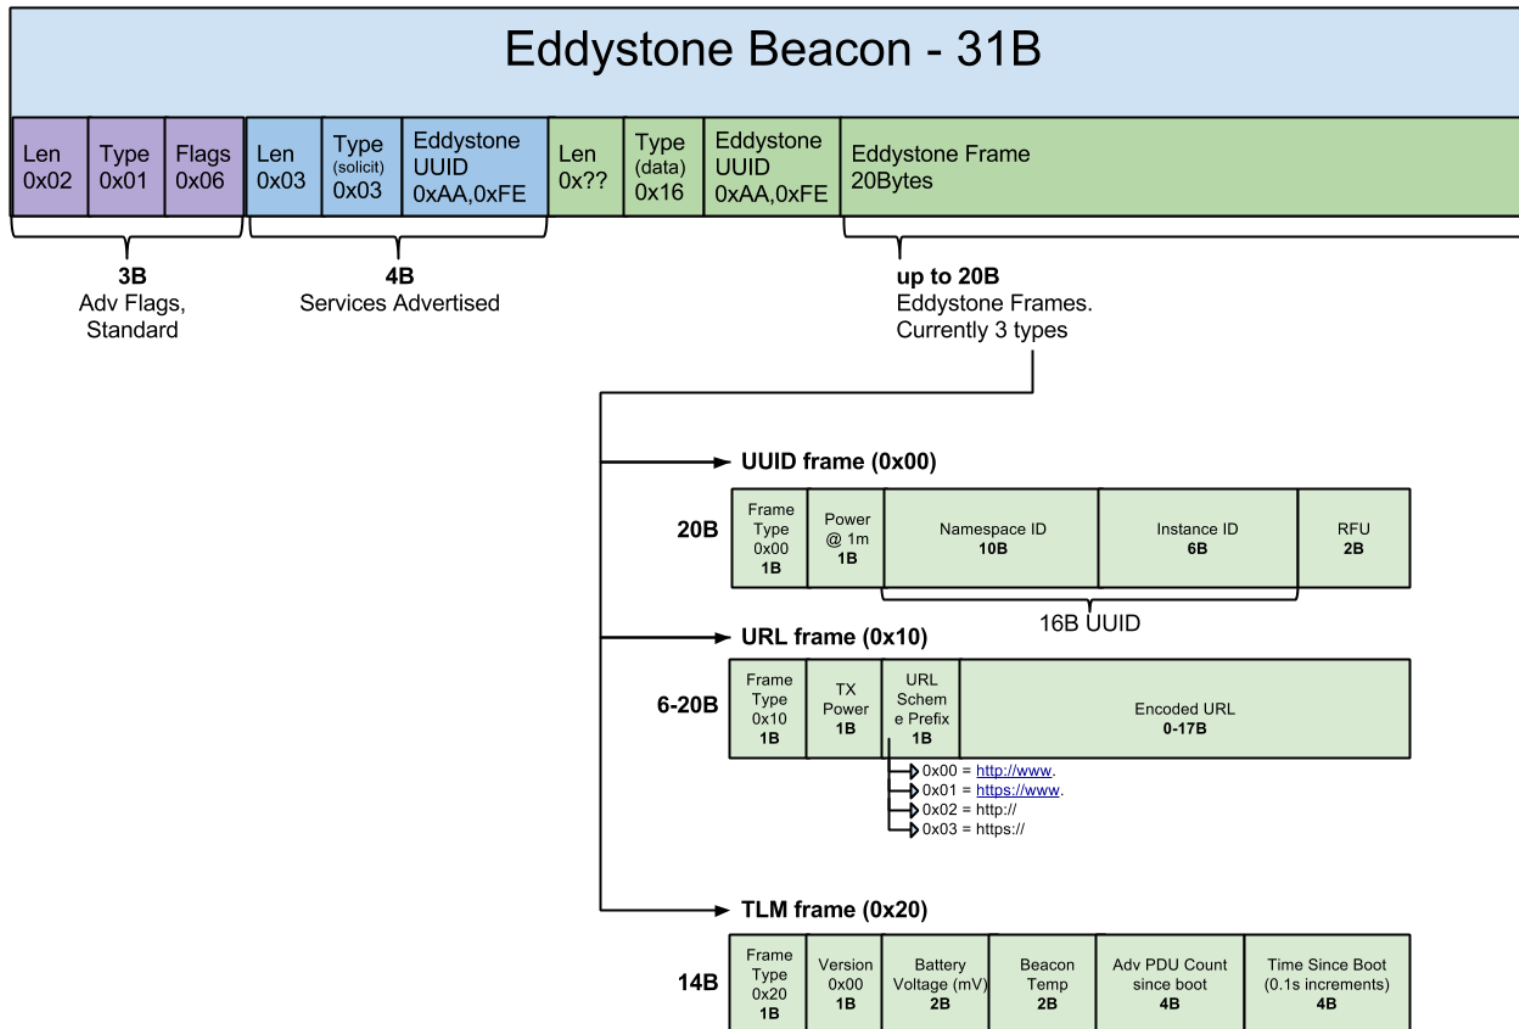 Eddystone Beacon - 31B
Len
0x02
Type
0x01
Flags
0x06
Len
0x03
Type
(solicit)
0x03
Eddystone
UUID
0xAA,0xFE
Len
0x??
Type
(data)
0x16
Eddystone
UUID
0xAA,0xFE
Eddystone Frame
20Bytes
3B
Adv Flags,
Standard
4B
Services Advertised
up to 20B
Eddystone Frames.
Currently 3 types
UUID frame (0x00)
20B
Frame
Type
0x00
1B
Power
@ 1m
1B
Namespace ID
10B
Instance ID
6B
RFU
2B
16B UUID
URL frame (0x10)
6-20B
Frame
Type
0x10
1B
TX
Power
1B
URL
Schem
e Prefix
1B
Encoded URL
0-17B
0x00 = http://www.
0x01 = https://www.
0x02 = http://
0x03 = https://
TLM frame (0x20)
14B
Frame
Type
0x20
1B
Version
0x00
1B
Battery
Voltage (mV)
2B
Beacon
Temp
2B
Adv PDU Count
since boot
4B
Time Since Boot
(0.1s increments)
4B